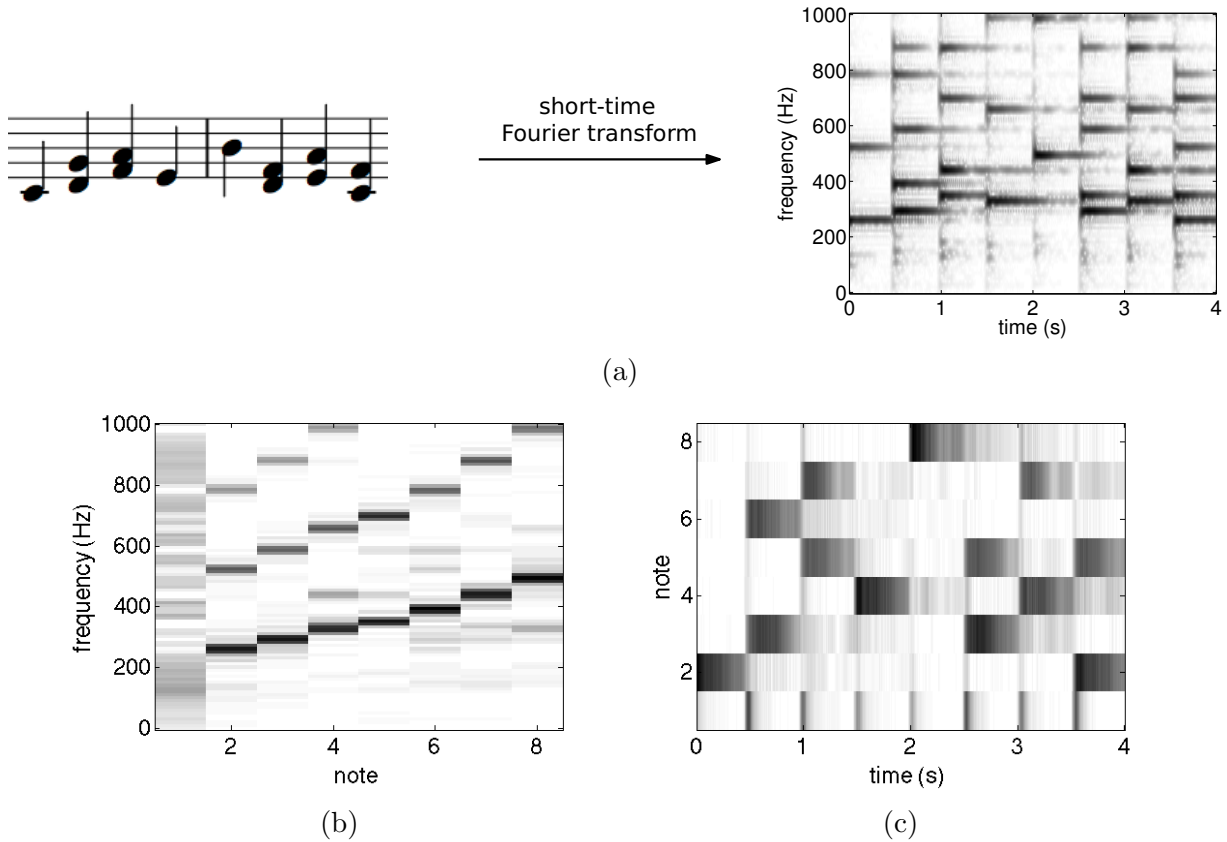 short-time
Fourier transform
frequency (Hz)
1000
800
600
400
200
0
0 1 2 3 4
time (s)
(a)
frequency (Hz)
1000
800
600
400
200
0
2 4 6 8
note
(b)
note
8
6
4
2
0 1 2 3 4
time (s)
(c)